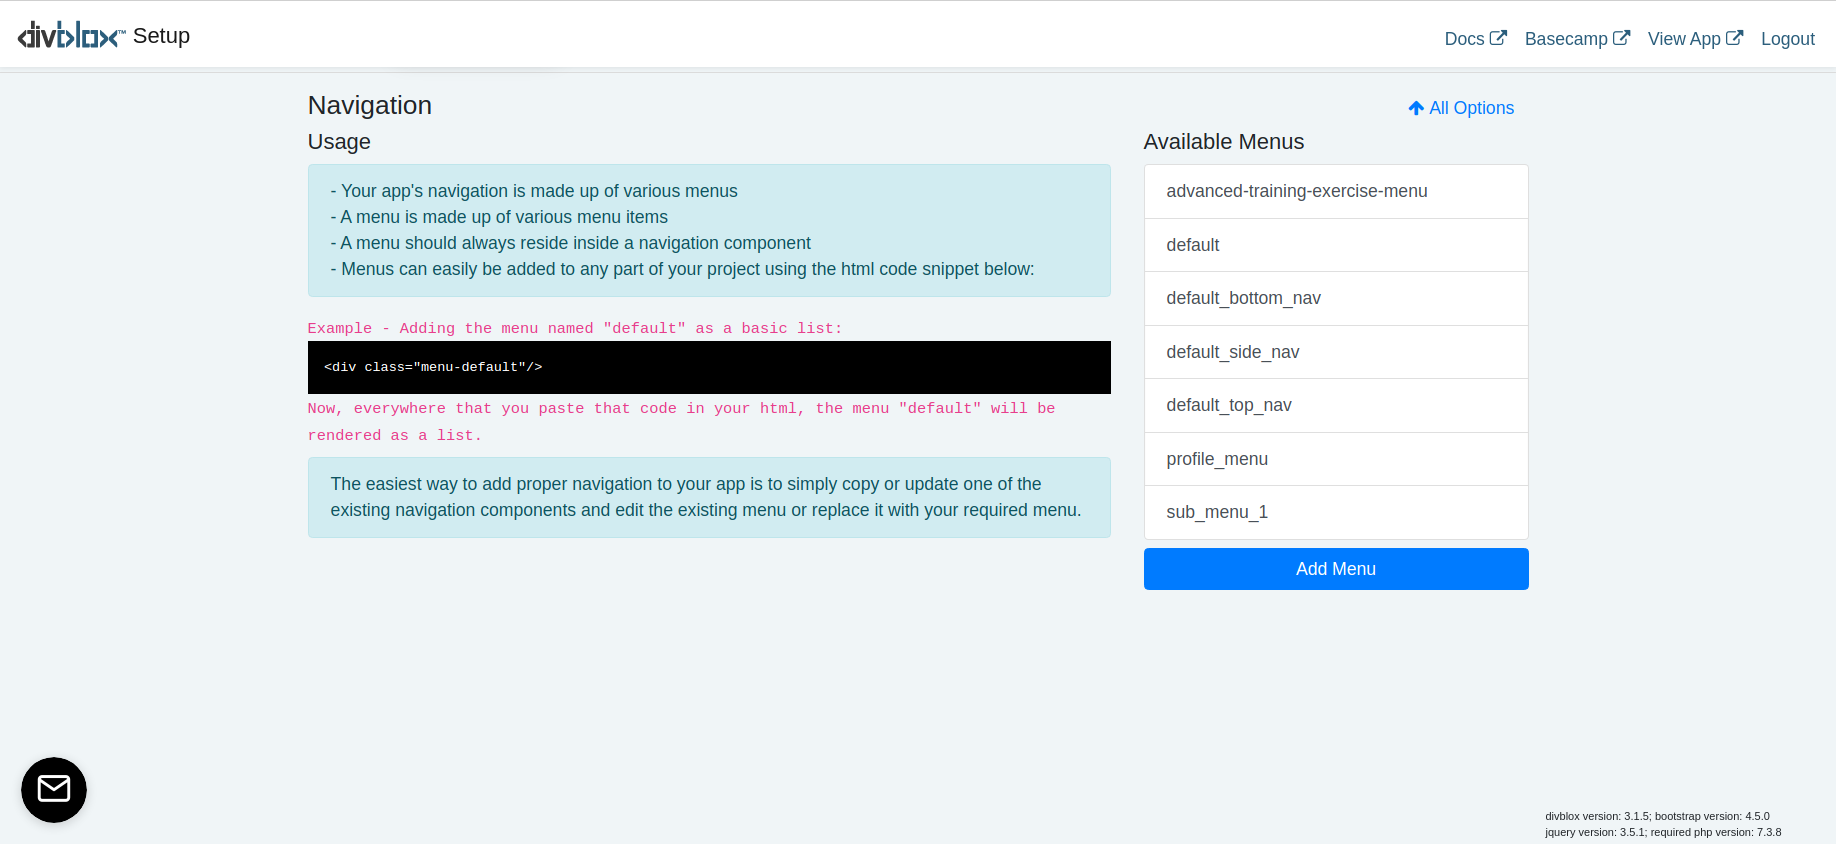 divblox™ Setup
Docs
Basecamp
View App
Logout
Navigation
All Options
Usage
- Your app's navigation is made up of various menus
- A menu is made up of various menu items
- A menu should always reside inside a navigation component
- Menus can easily be added to any part of your project using the html code snippet below:
Example - Adding the menu named "default" as a basic list:
<div class="menu-default"/>
Now, everywhere that you paste that code in your html, the menu "default" will be
rendered as a list.
The easiest way to add proper navigation to your app is to simply copy or update one of the
existing navigation components and edit the existing menu or replace it with your required menu.
Available Menus
advanced-training-exercise-menu
default
default_bottom_nav
default_side_nav
default_top_nav
profile_menu
sub_menu_1
Add Menu
divblox version: 3.1.5; bootstrap version: 4.5.0
jquery version: 3.5.1; required php version: 7.3.8